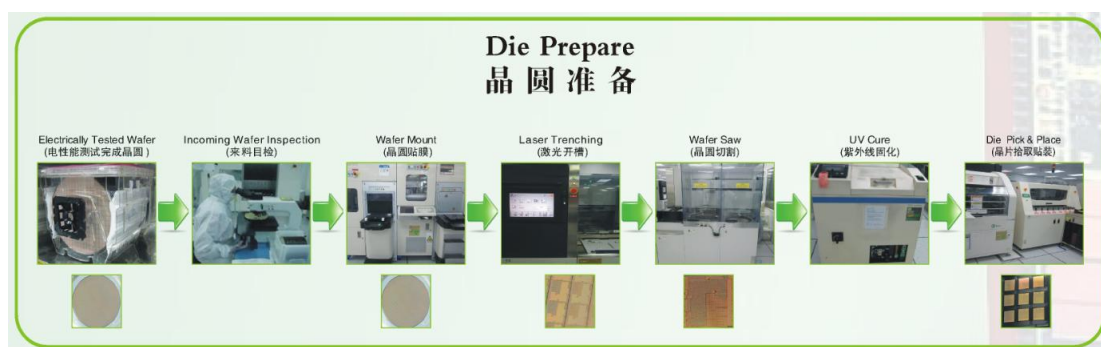 Die Prepare
晶圆准备
Electrically Tested Wafer
(电性能测试完成晶圆)
Incoming Wafer Inspection
(来料目检)
Wafer Mount
(晶圆贴膜)
Laser Trenching
(激光开槽)
Wafer Saw
(晶圆切割)
UV Cure
(紫外线固化)
Die Pick & Place
(晶片拾取贴装)